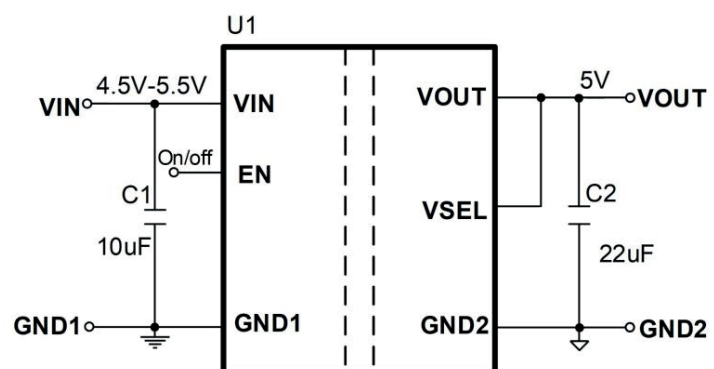 U1
4.5V-5.5V
VIN
VIN
On/off
EN
C1
10uF
GND1
GND1
VOUT
5V
VOUT
VSEL
C2
22uF
GND2
GND2